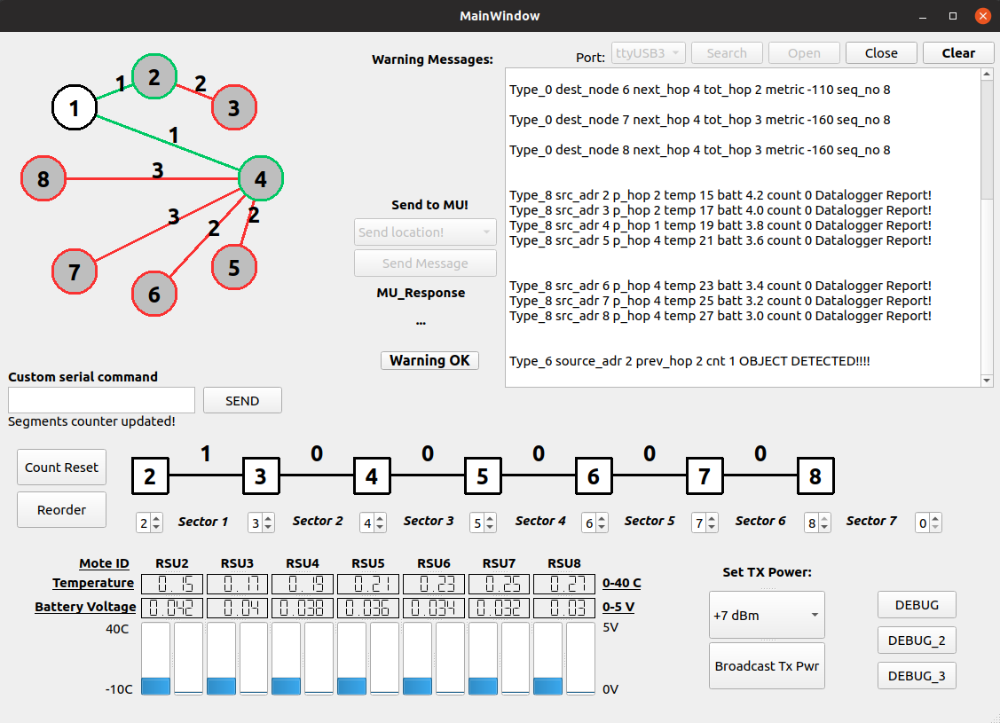 MainWindow
Warning Messages:
Port:
ttyUSB3
Search
Open
Close
Clear
1
2
3
4
5
6
7
8
1
2
1
3
3
2
2
Type_0 dest_node 6 next_hop 4 tot_hop 2 metric -110 seq_no 8
Type_0 dest_node 7 next_hop 4 tot_hop 3 metric -160 seq_no 8
Type_0 dest_node 8 next_hop 4 tot_hop 3 metric -160 seq_no 8
Type_8 src_adr 2 p_hop 2 temp 15 batt 4.2 count 0 Datalogger Report!
Type_8 src_adr 3 p_hop 2 temp 17 batt 4.0 count 0 Datalogger Report!
Type_8 src_adr 4 p_hop 1 temp 19 batt 3.8 count 0 Datalogger Report!
Type_8 src_adr 5 p_hop 4 temp 21 batt 3.6 count 0 Datalogger Report!
Type_8 src_adr 6 p_hop 4 temp 23 batt 3.4 count 0 Datalogger Report!
Type_8 src_adr 7 p_hop 4 temp 25 batt 3.2 count 0 Datalogger Report!
Type_8 src_adr 8 p_hop 4 temp 27 batt 3.0 count 0 Datalogger Report!
Type_6 source_adr 2 prev_hop 2 cnt 1 OBJECT DETECTED!!!!
Send to MU!
Send location!
Send Message
MU_Response
...
Warning OK
Custom serial command
SEND
Segments counter updated!
Count Reset
Reorder
1 0 0 0 0 0
2 3 4 5 6 7 8
2 Sector 1 3 Sector 2 4 Sector 3 5 Sector 4 6 Sector 5 7 Sector 6 8 Sector 7 0
Mote ID RSU2 RSU3 RSU4 RSU5 RSU6 RSU7 RSU8
Temperature 0.15 0.17 0.19 0.21 0.23 0.25 0.27 0-40 C
Battery Voltage 0.042 0.04 0.038 0.036 0.034 0.032 0.03 0-5 V
40C 5V
-10C 0V
Set TX Power:
+7 dBm
Broadcast Tx Pwr
DEBUG
DEBUG_2
DEBUG_3